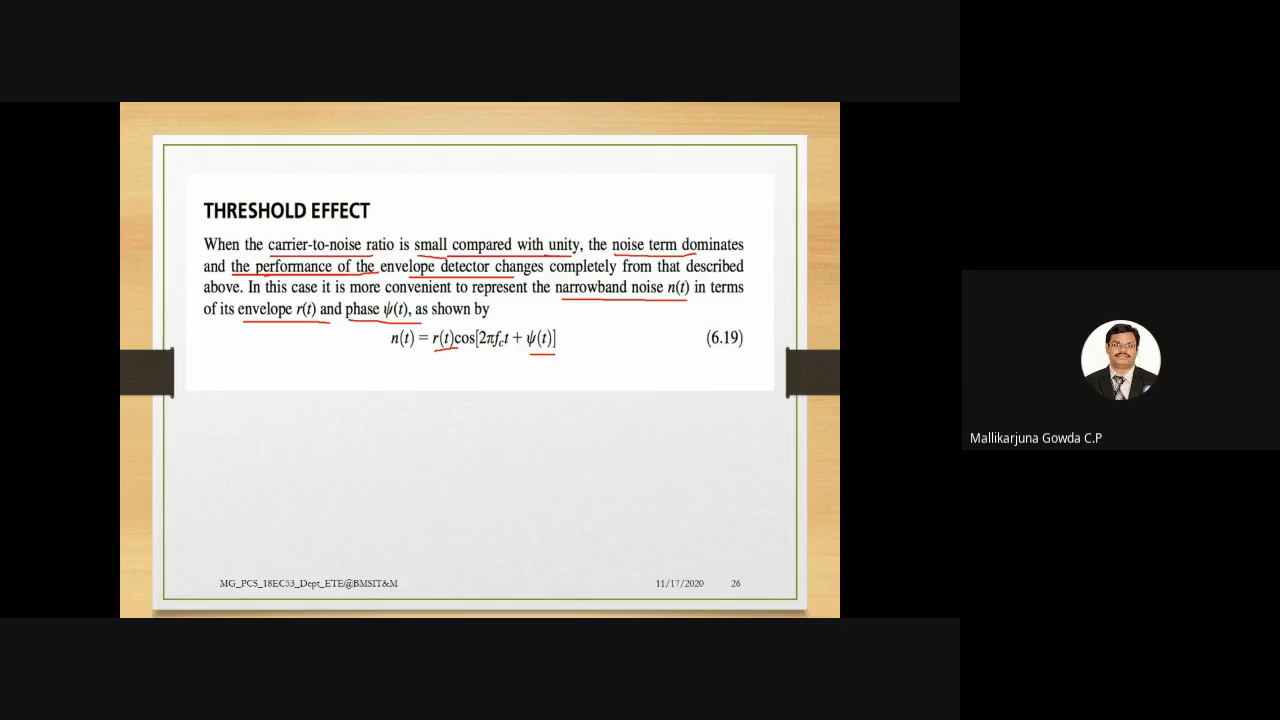 THRESHOLD EFFECT
When the carrier-to-noise ratio is small compared with unity, the noise term dominates
and the performance of the envelope detector changes completely from that described
above. In this case it is more convenient to represent the narrowband noise n(t) in terms
of its envelope r(t) and phase ψ(t), as shown by
n(t) = r(t)cos[2πf_ct + ψ(t)] (6.19)
Mallikarjuna Gowda C.P
MG_PCS_18EC53_Dept_ETE@BMSIT&M 11/17/2020 26